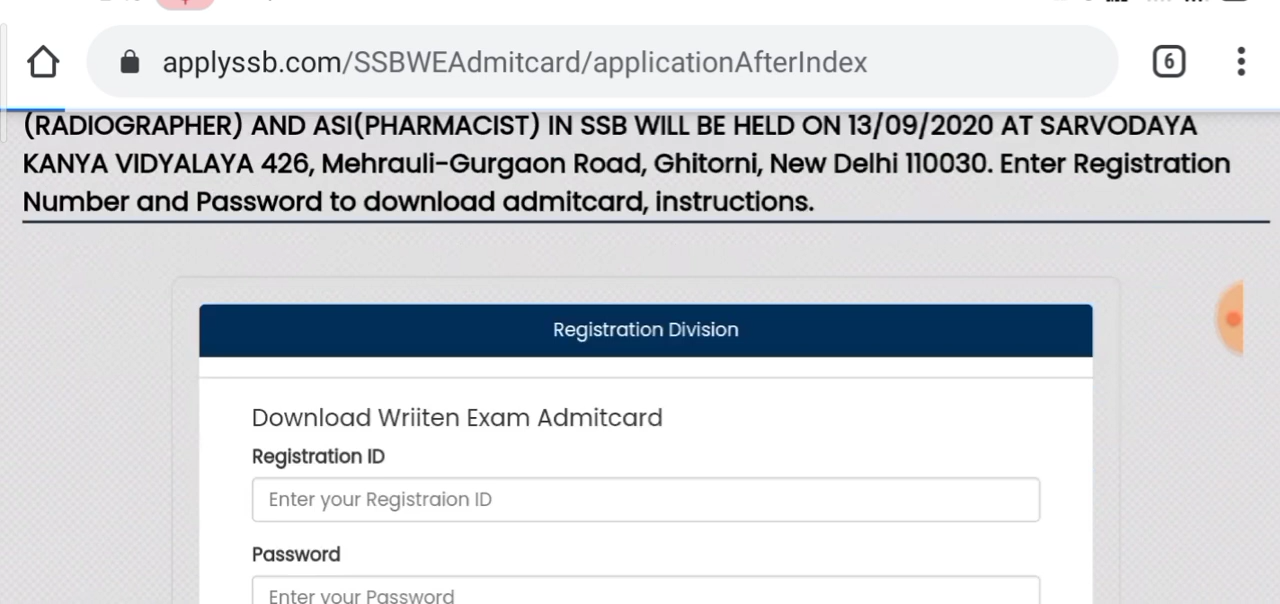 applyssb.com/SSBWEAdmitcard/applicationAfterIndex
6
(RADIOGRAPHER) AND ASI(PHARMACIST) IN SSB WILL BE HELD ON 13/09/2020 AT SARVODAYA
KANYA VIDYALAYA 426, Mehrauli-Gurgaon Road, Ghitorni, New Delhi 110030. Enter Registration
Number and Password to download admitcard, instructions.
Registration Division
Download Wriiten Exam Admitcard
Registration ID
Enter your Registraion ID
Password
Enter your Password